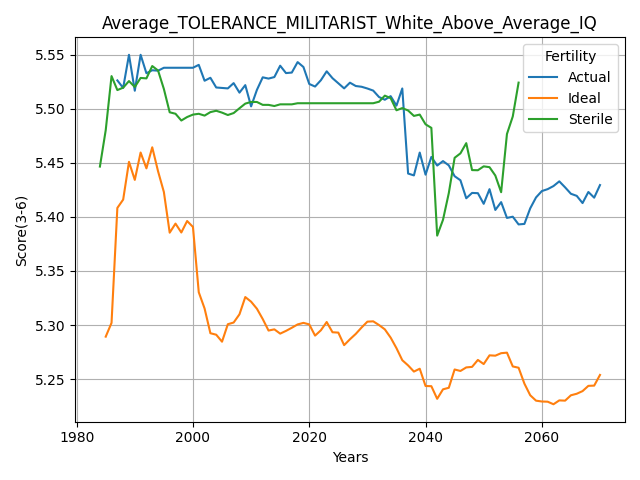 Average_TOLERANCE_MILITARIST_White_Above_Average_IQ
Score(3-6)
5.55
5.50
5.45
5.40
5.35
5.30
5.25
Fertility
Actual
Ideal
Sterile
1980
2000
2020
2040
2060
Years